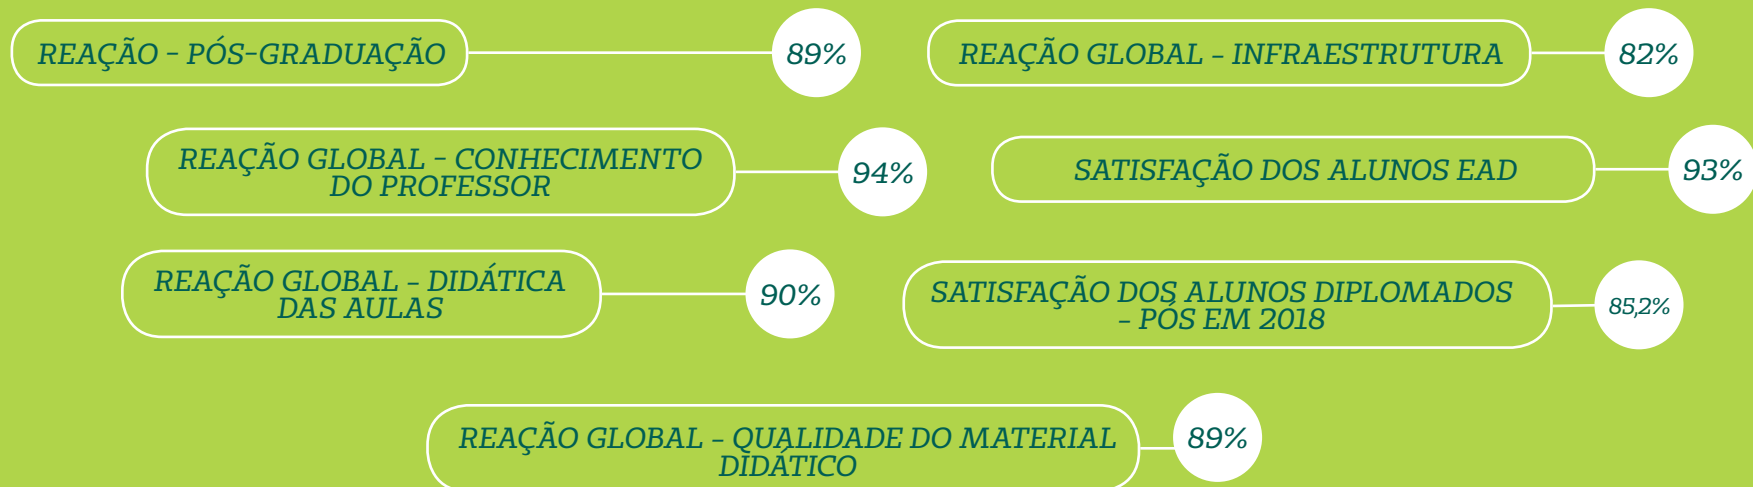 REAÇÃO - PÓS-GRADUAÇÃO
89%
REAÇÃO GLOBAL - INFRAESTRUTURA
82%
REAÇÃO GLOBAL - CONHECIMENTO
DO PROFESSOR
94%
SATISFAÇÃO DOS ALUNOS EAD
93%
REAÇÃO GLOBAL - DIDÁTICA
DAS AULAS
90%
SATISFAÇÃO DOS ALUNOS DIPLOMADOS
- PÓS EM 2018
85,2%
REAÇÃO GLOBAL - QUALIDADE DO MATERIAL
DIDÁTICO
89%